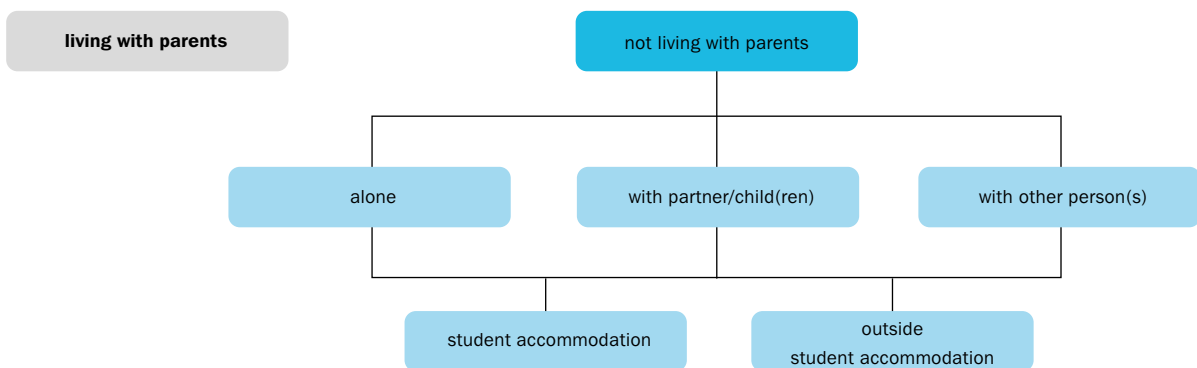 living with parents
not living with parents
alone
with partner/child(ren)
with other person(s)
student accommodation
outside
student accommodation